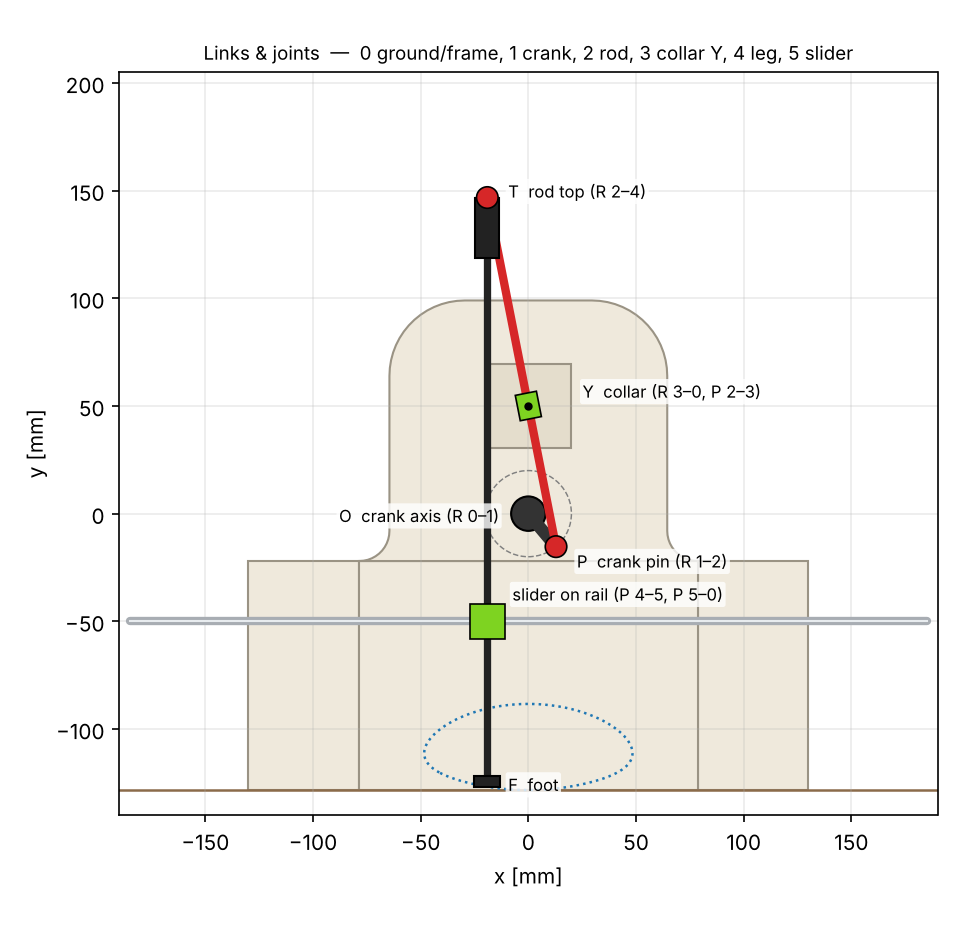 Links & joints — 0 ground/frame, 1 crank, 2 rod, 3 collar Y, 4 leg, 5 slider
200
150
100
50
0
−50
−100
y [mm]
T rod top (R 2–4)
Y collar (R 3–0, P 2–3)
O crank axis (R 0–1)
P crank pin (R 1–2)
slider on rail (P 4–5, P 5–0)
F foot
−150
−100
−50
0
50
100
150
x [mm]